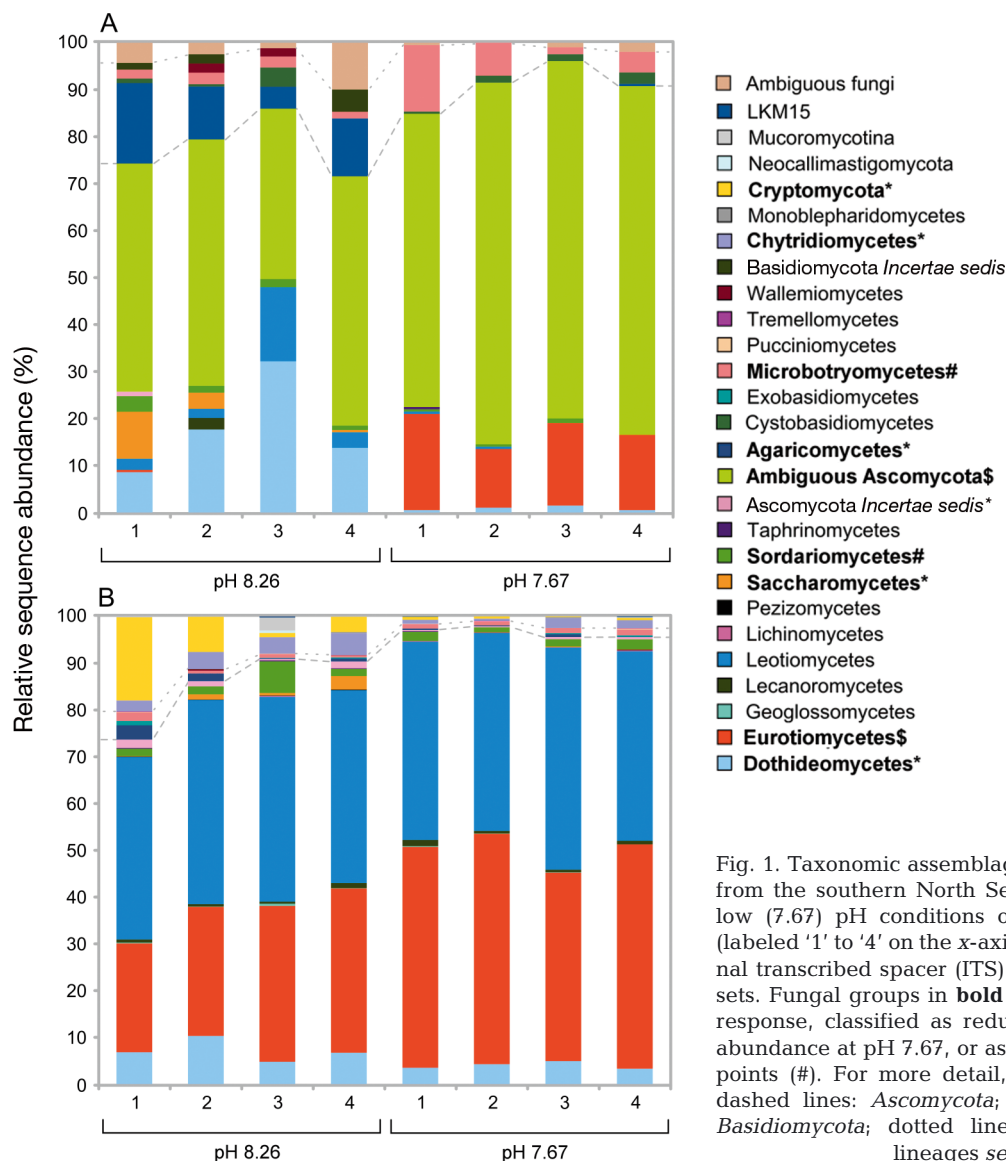 A
Relative sequence abundance (%)
100
90
80
70
60
50
40
30
20
10
0
1 2 3 4 1 2 3 4
pH 8.26 pH 7.67
B
100
90
80
70
60
50
40
30
20
10
0
1 2 3 4 1 2 3 4
pH 8.26 pH 7.67
Ambiguous fungi
LKM15
Mucoromycotina
Neocallimastigomycota
Cryptomycota*
Monoblepharidomycetes
Chytridiomycetes*
Basidiomycota Incertae sedis
Wallemiomycetes
Tremellomycetes
Pucciniomycetes
Microbotryomycetes#
Exobasidiomycetes
Cystobasidiomycetes
Agaricomycetes*
Ambiguous Ascomycota$
Ascomycota Incertae sedis*
Taphrinomycetes
Sordariomycetes#
Saccharomycetes*
Pezizomycetes
Lichinomycetes
Leotiomycetes
Lecanoromycetes
Geoglossomycetes
Eurotiomycetes$
Dothideomycetes*
Fig. 1. Taxonomic assemblag
from the southern North Se
low (7.67) pH conditions o
(labeled '1' to '4' on the x-axi
nal transcribed spacer (ITS)
sets. Fungal groups in bold
response, classified as redu
abundance at pH 7.67, or as
points (#). For more detail,
dashed lines: Ascomycota;
Basidiomycota; dotted line
lineages se